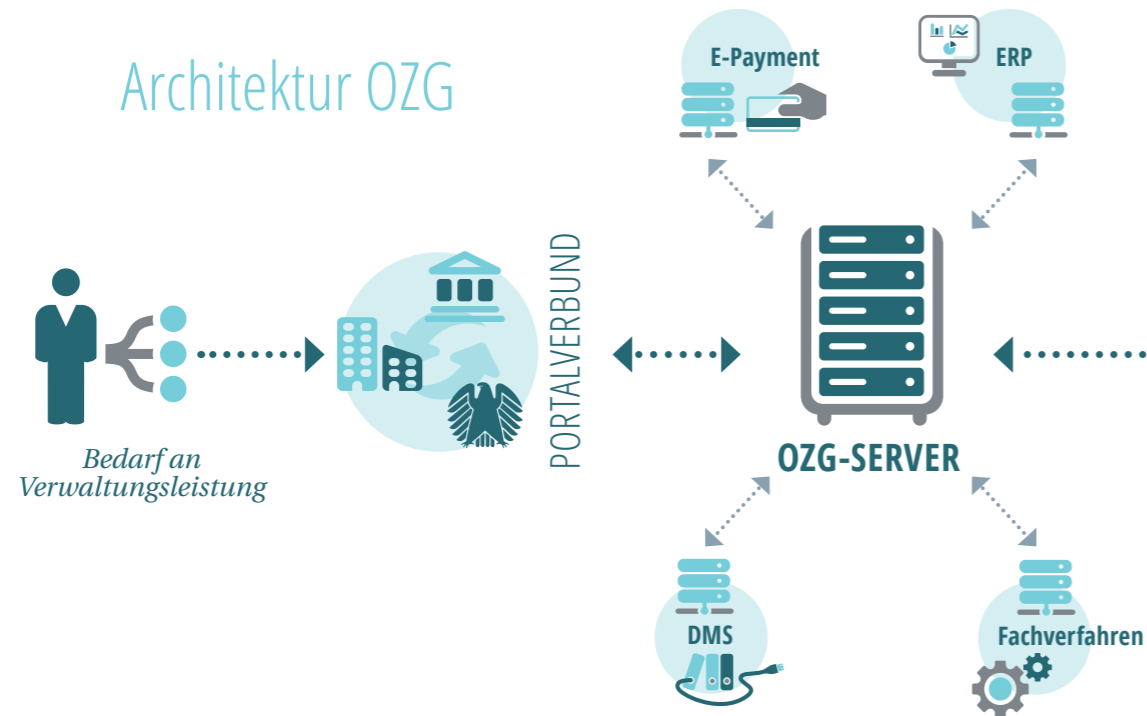 Architektur OZG
E-Payment
ERP
PORTALVERBUND
OZG-SERVER
Bedarf an
Verwaltungsleistung
DMS
Fachverfahren